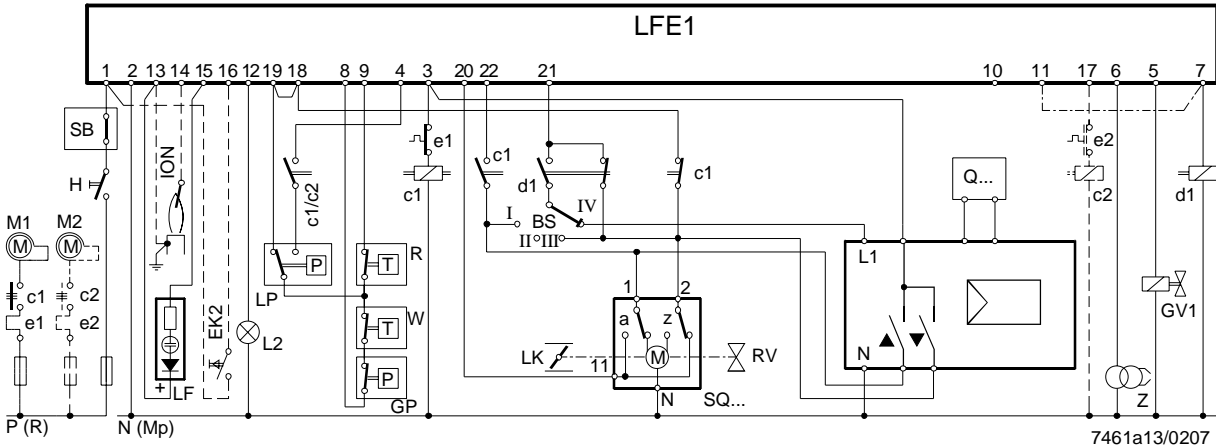 LFE1
1 2 13 14 15 16 12 19 18 8 9 4 3 20 22 21 10 11 17 6 5 7
SB
ION
e1
c1
e2
Q...
H
c1/c2
c1
d1
c1
c2
d1
I BS IV
II III
M1 M2
M M
R
T
L1
P
LP
c1 c2
EK2
1 2
GV1
e1 e2
W
T
a z
L2
LK
M
RV
N
P
11
+ LF
GP
N SQ...
Z
P (R) N (Mp)
7461a13/0207